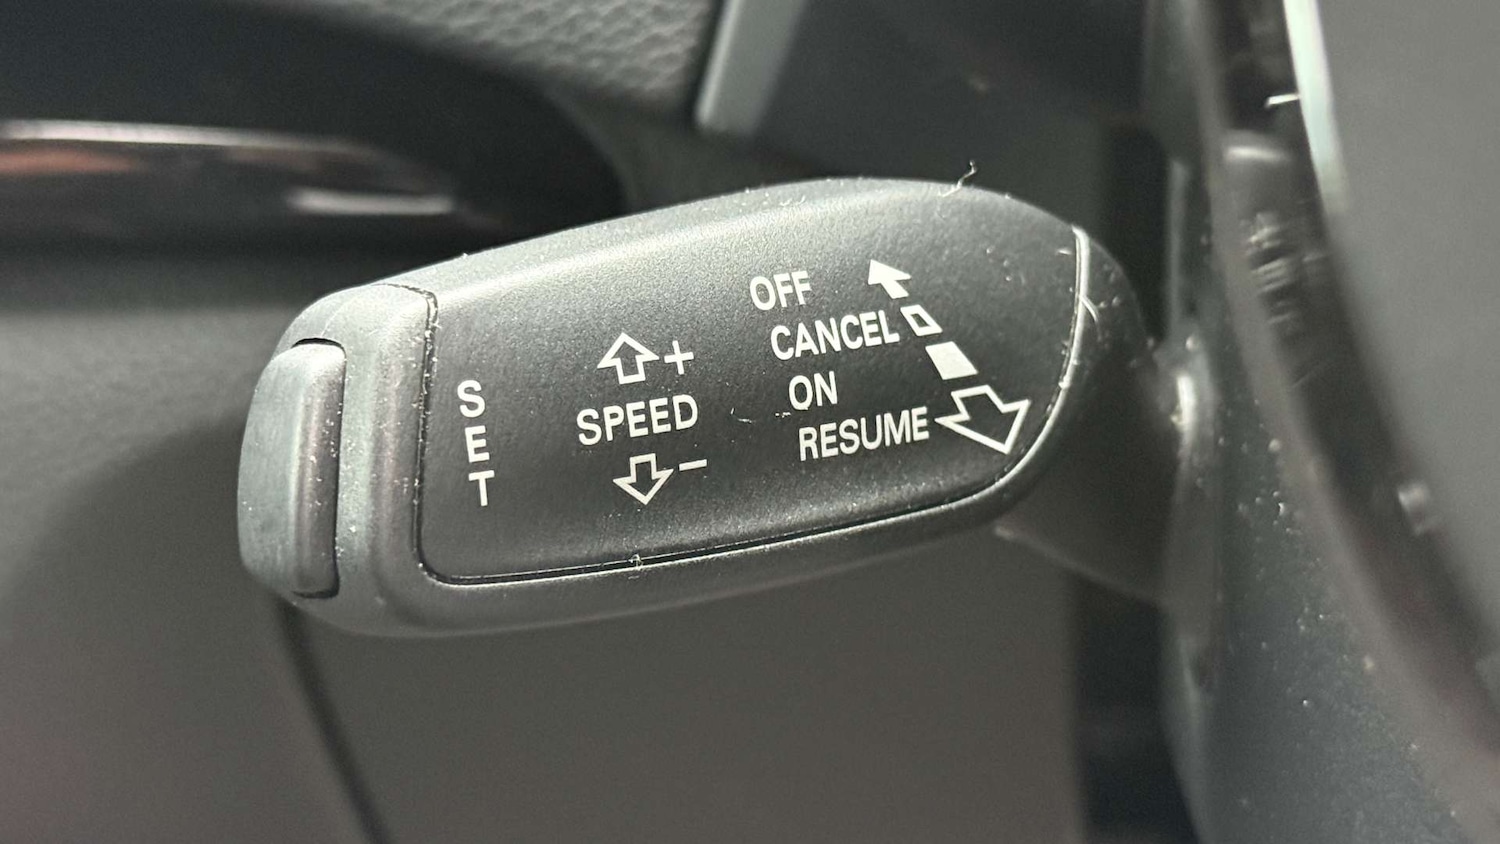 SET
+
SPEED
−
OFF
CANCEL
ON
RESUME